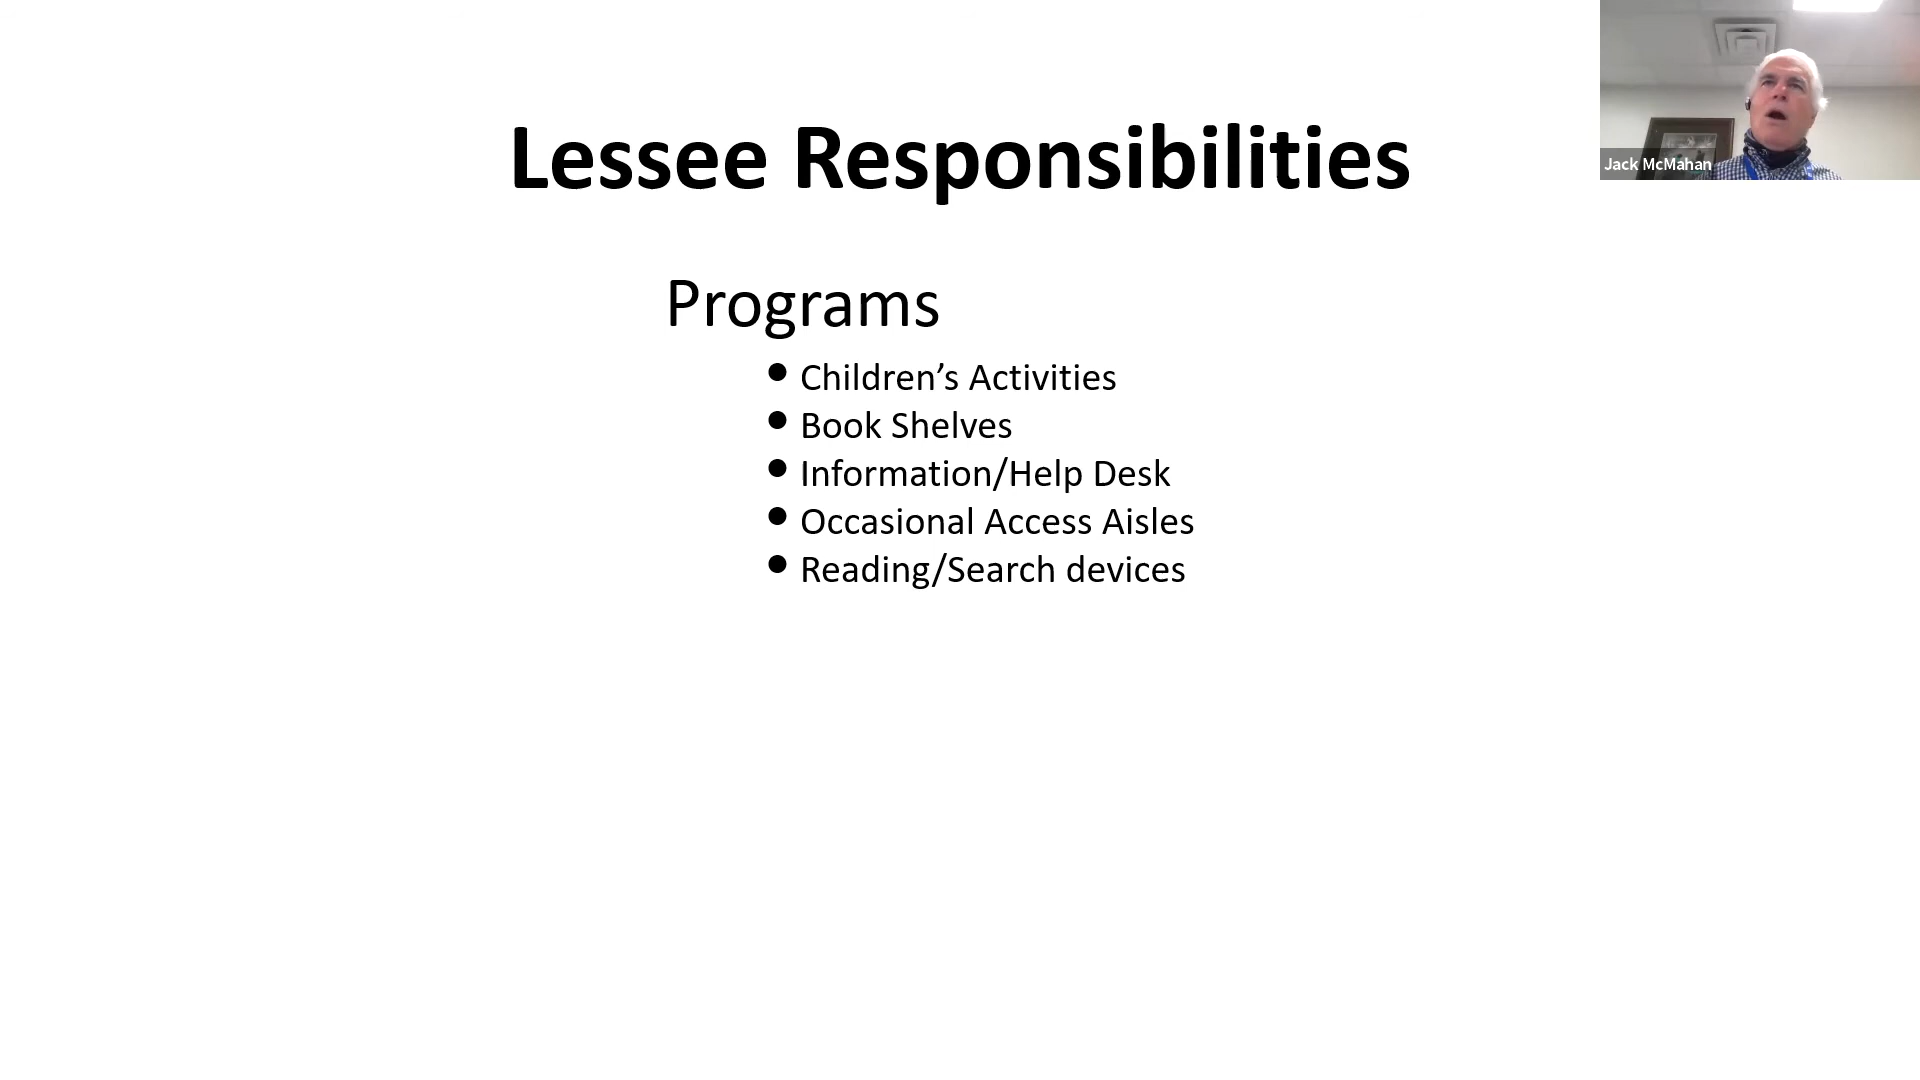 Lessee Responsibilities
Jack McMahan
Programs
• Children’s Activities
• Book Shelves
• Information/Help Desk
• Occasional Access Aisles
• Reading/Search devices